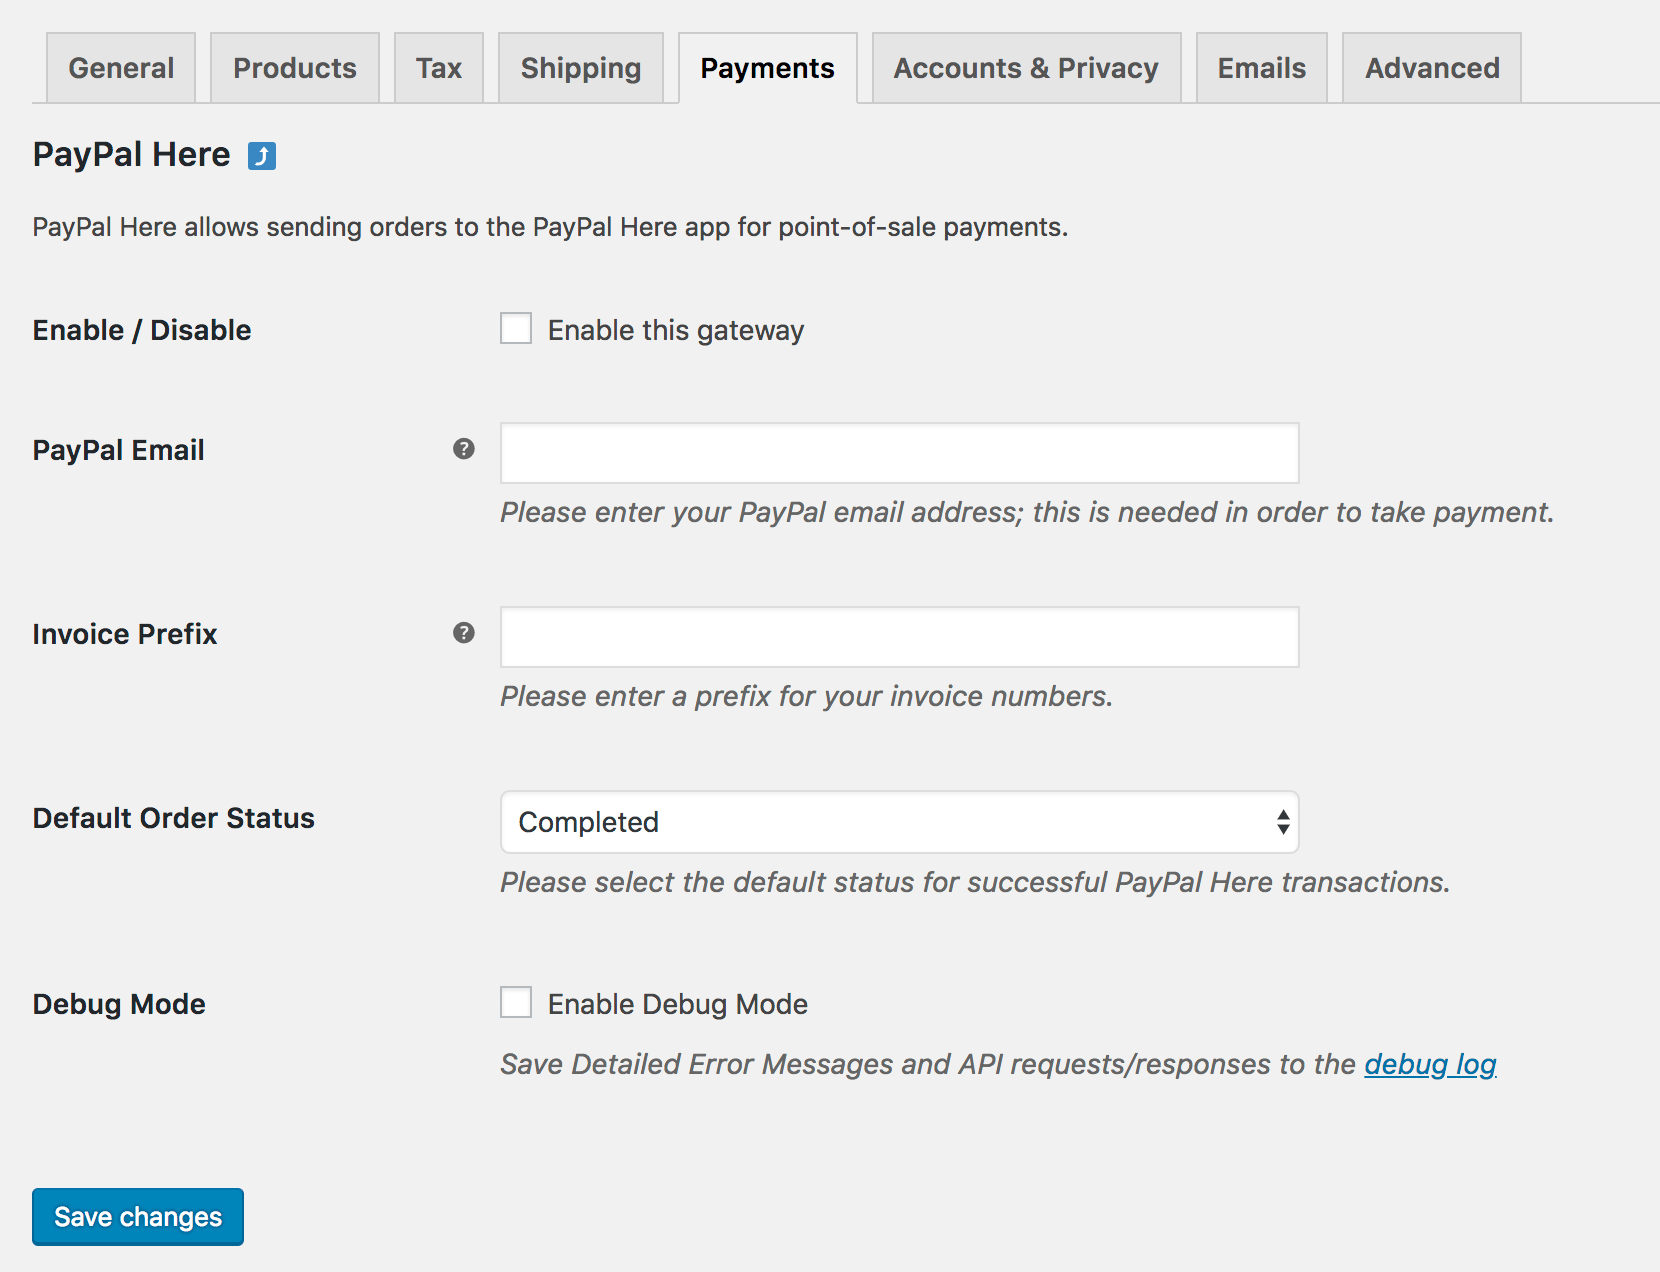 General Products Tax Shipping Payments Accounts & Privacy Emails Advanced
PayPal Here
PayPal Here allows sending orders to the PayPal Here app for point-of-sale payments.
Enable / Disable Enable this gateway
PayPal Email ?
Please enter your PayPal email address; this is needed in order to take payment.
Invoice Prefix ?
Please enter a prefix for your invoice numbers.
Default Order Status Completed
Please select the default status for successful PayPal Here transactions.
Debug Mode Enable Debug Mode
Save Detailed Error Messages and API requests/responses to the debug log
Save changes